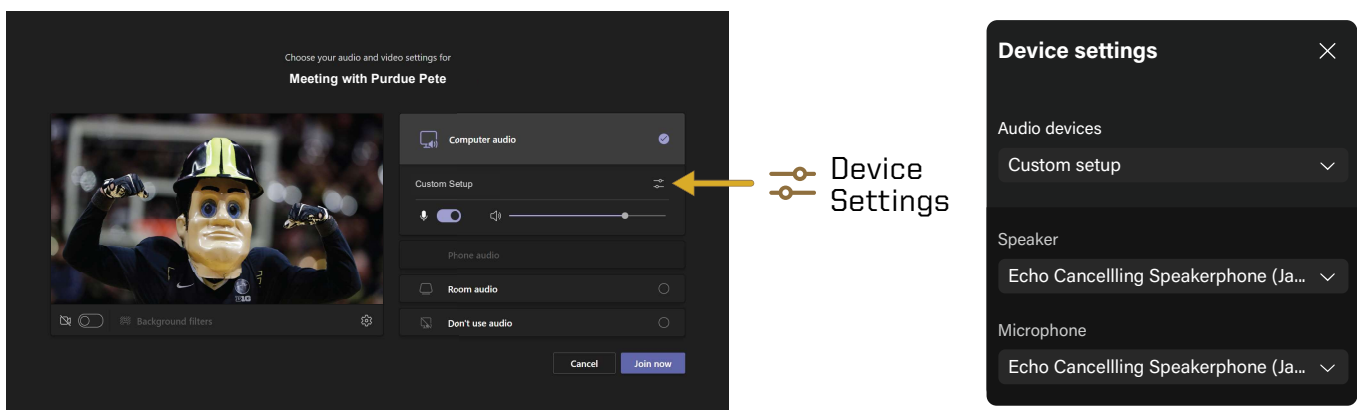 Choose your audio and video settings for
Meeting with Purdue Pete
Computer audio
Custom Setup
Phone audio
Room audio
Don't use audio
Background filters
Cancel
Join now
Device
Settings
Device settings
Audio devices
Custom setup
Speaker
Echo Cancellling Speakerphone (Ja...
Microphone
Echo Cancellling Speakerphone (Ja...